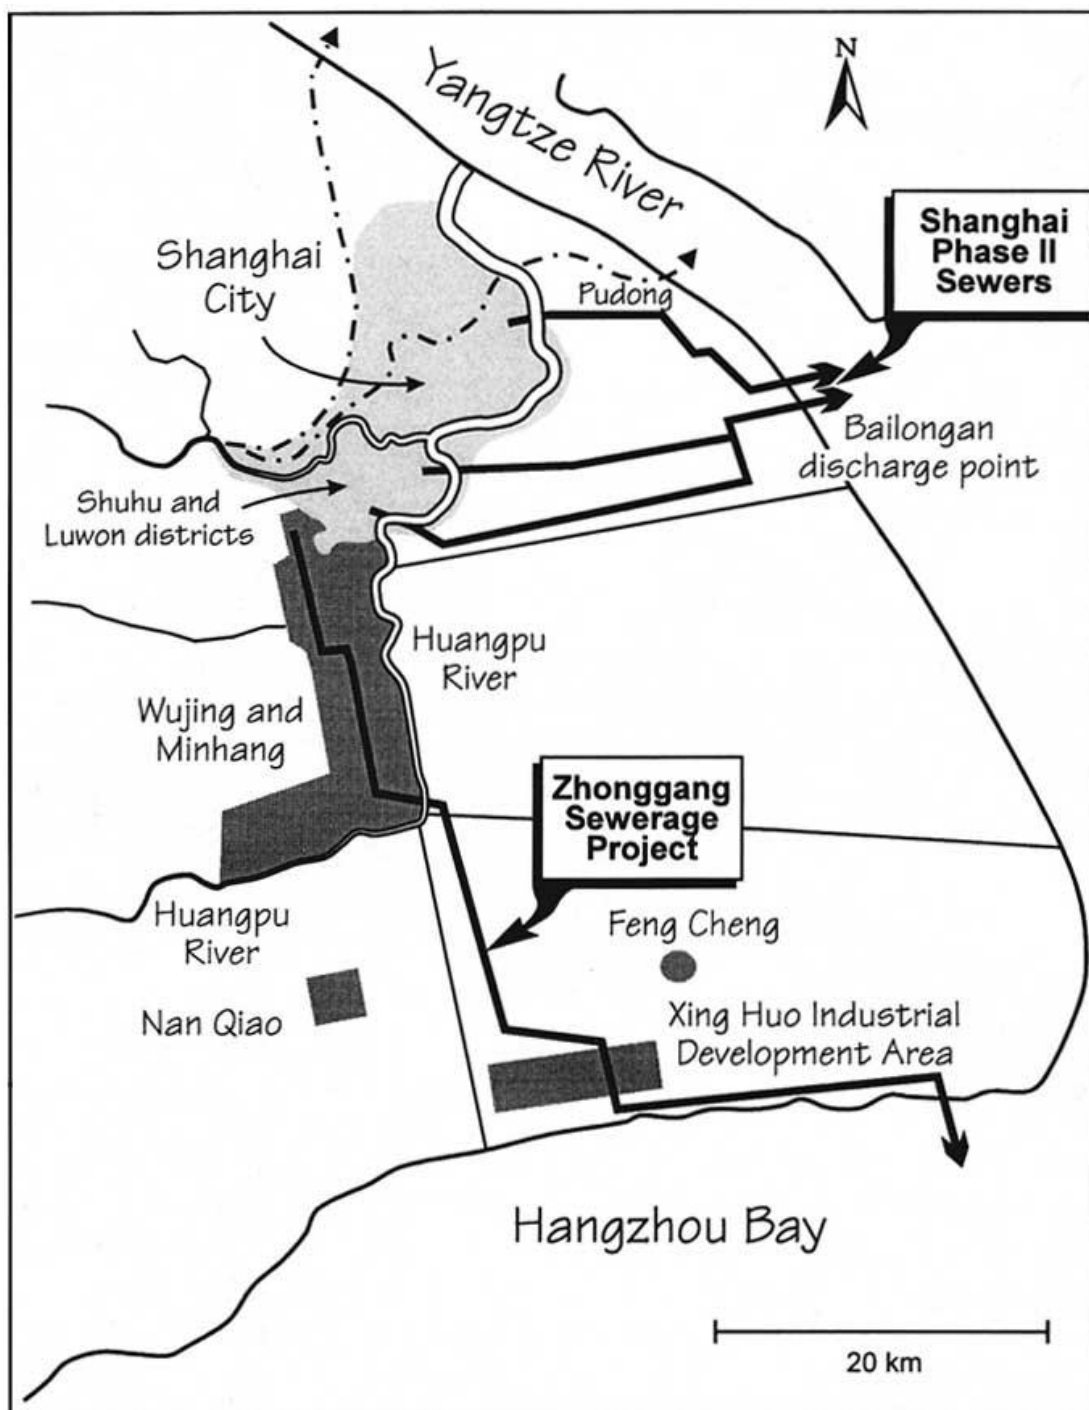 N
Yangtze River
Shanghai
Phase II
Sewers
Shanghai
City
Pudong
Bailongan
discharge point
Shuhu and
Luwon districts
Huangpu
River
Wujing and
Minhang
Zhonggang
Sewerage
Project
Huangpu
River
Feng Cheng
Nan Qiao
Xing Huo Industrial
Development Area
Hangzhou Bay
20 km